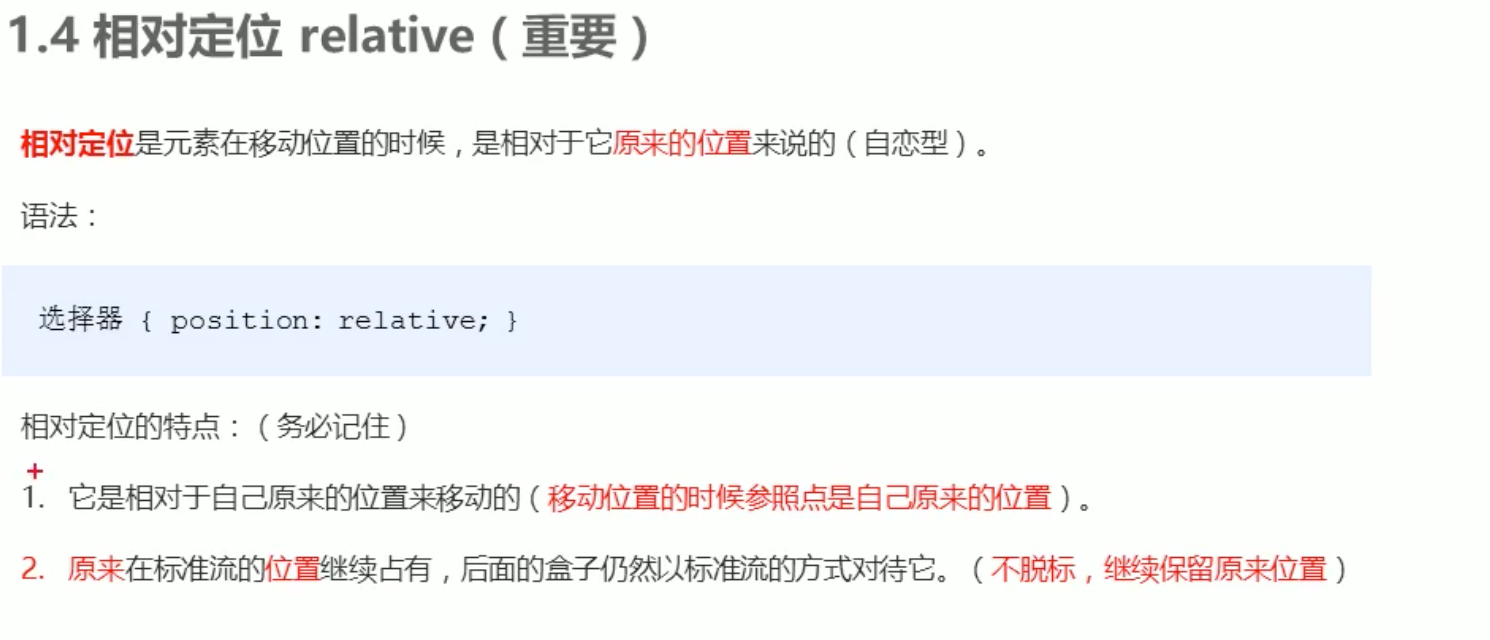 1.4 相对定位 relative（重要）
相对定位是元素在移动位置的时候，是相对于它原来的位置来说的（自恋型）。
语法：
选择器 { position: relative; }
相对定位的特点：（务必记住）
1. 它是相对于自己原来的位置来移动的（移动位置的时候参照点是自己原来的位置）。
2. 原来在标准流的位置继续占有，后面的盒子仍然以标准流的方式对待它。（不脱标，继续保留原来位置）